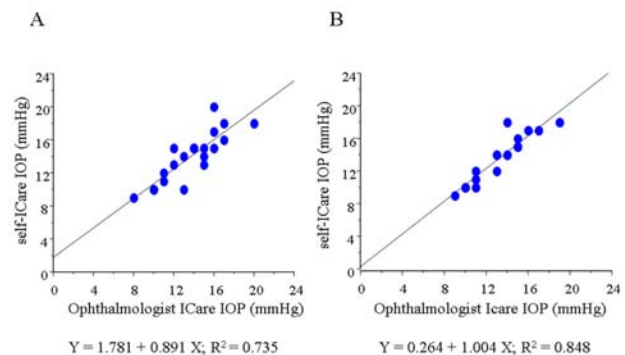 A
B
24
20
16
12
8
4
0
self-ICare IOP (mmHg)
0 4 8 12 16 20 24
Ophthalmologist ICare IOP (mmHg)
Y = 1.781 + 0.891 X; R² = 0.735
24
20
16
12
8
4
0
self-ICare IOP (mmHg)
0 4 8 12 16 20 24
Ophthalmologist Icare IOP (mmHg)
Y = 0.264 + 1.004 X; R² = 0.848